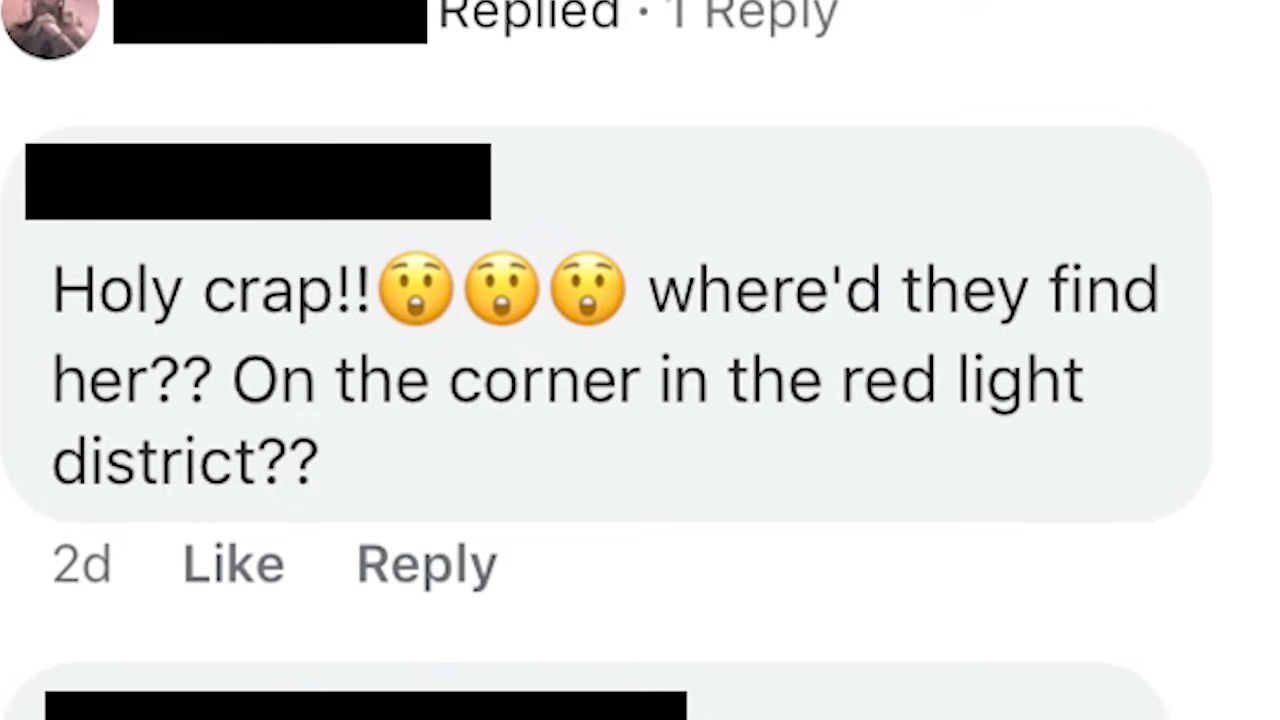 Replied · 1 Reply
Holy crap!!😲😲😲 where'd they find
her?? On the corner in the red light
district??
2d Like Reply